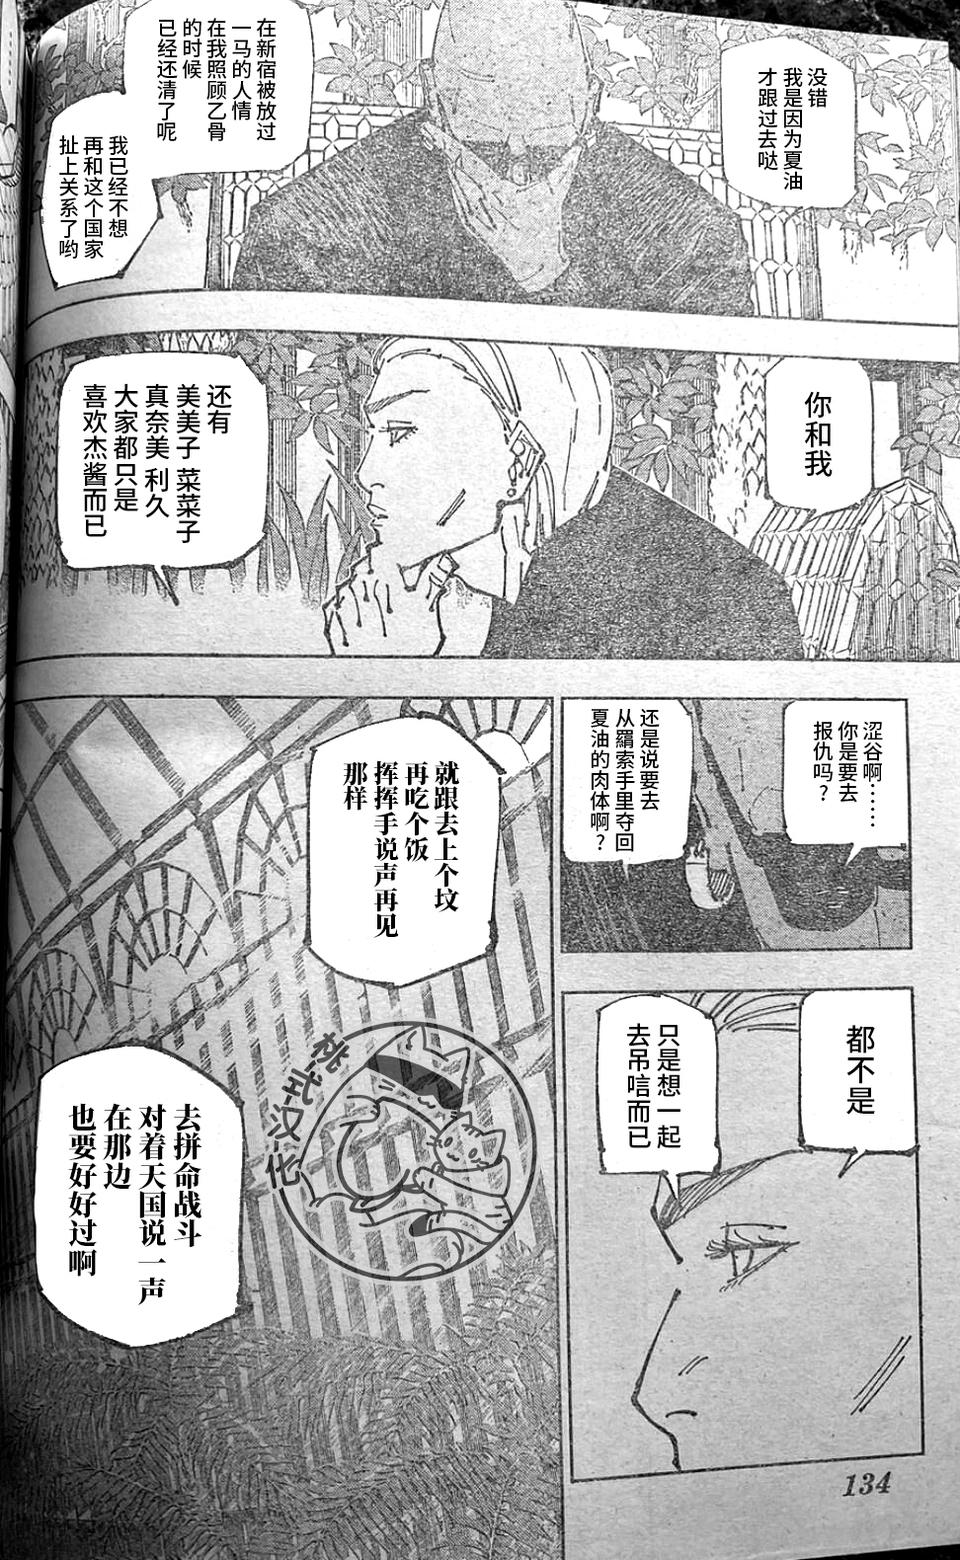 没错
我是因为夏油
才跟过去哒
在新宿被放过
一马的人情
在我照顾乙骨
的时候
已经还清了呢
我已经不想
再和这个国家
扯上关系了哟
你和我
还有
美美子 菜菜子
真奈美 利久
大家都只是
喜欢杰酱而已
涩谷啊……
你是要去
报仇吗？
还是说要去
从羂索手里夺回
夏油的肉体啊？
都不是
只是想一起
去吊唁而已
就跟去上个坟
再吃个饭
挥挥手说声再见
那样
去拼命战斗
对着天国说一声
在那边
也要好好过啊
桃式汉化
134